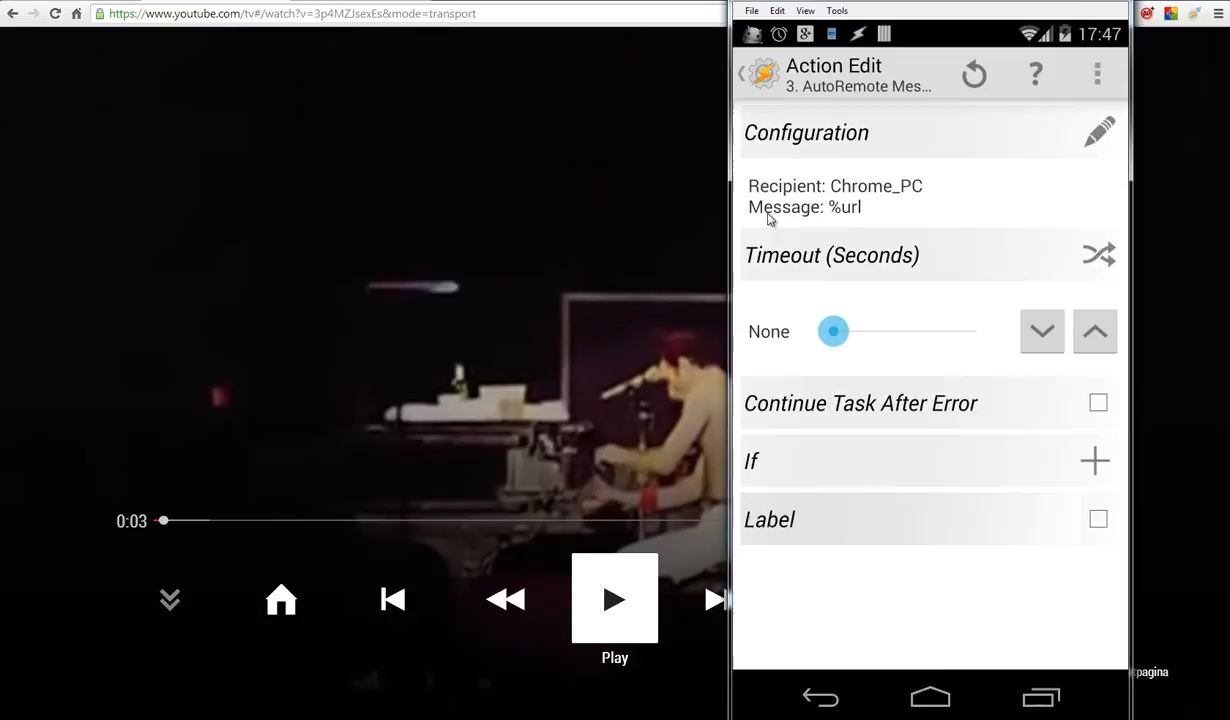 https://www.youtube.com/tv#/watch?v=3p4MZJsexEs&mode=transport
File Edit View Tools
17:47
Action Edit
3. AutoRemote Mes...
Configuration
Recipient: Chrome_PC
Message: %url
Timeout (Seconds)
None
Continue Task After Error
If
Label
0:03
Play
tpagina